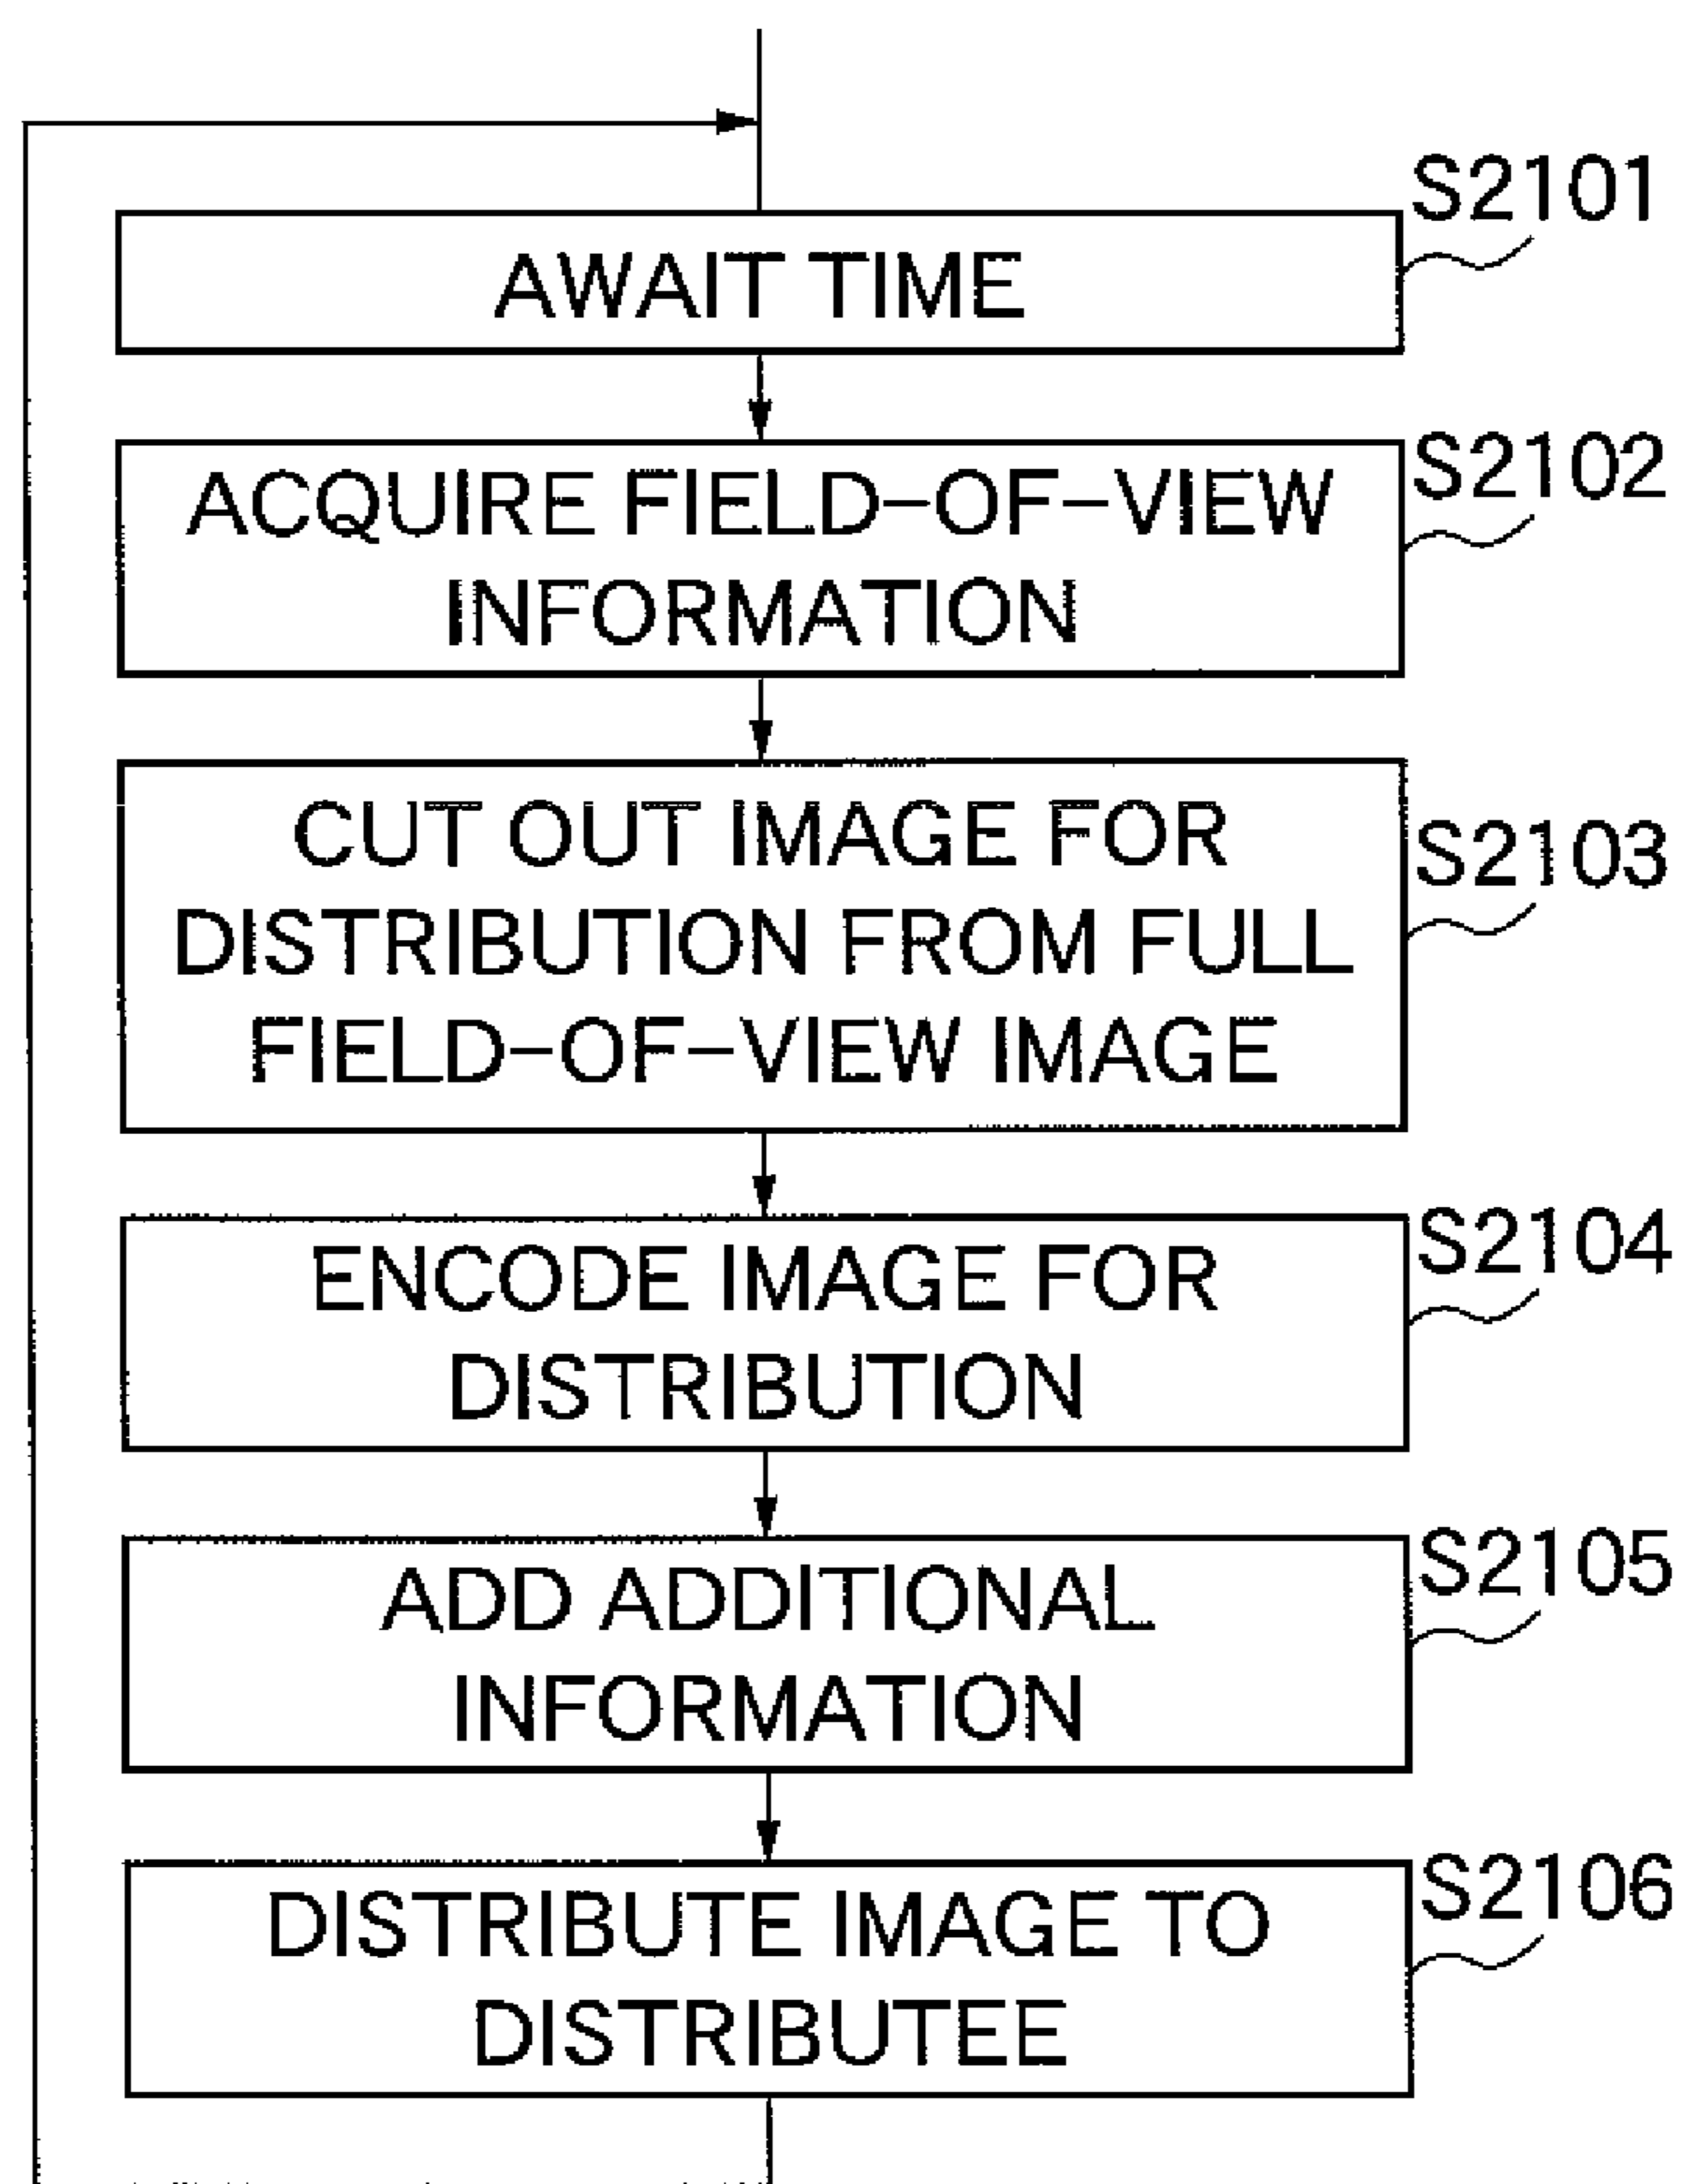 S2101
AWAIT TIME
S2102
ACQUIRE FIELD-OF-VIEW
INFORMATION
S2103
CUT OUT IMAGE FOR
DISTRIBUTION FROM FULL
FIELD-OF-VIEW IMAGE
S2104
ENCODE IMAGE FOR
DISTRIBUTION
S2105
ADD ADDITIONAL
INFORMATION
S2106
DISTRIBUTE IMAGE TO
DISTRIBUTEE